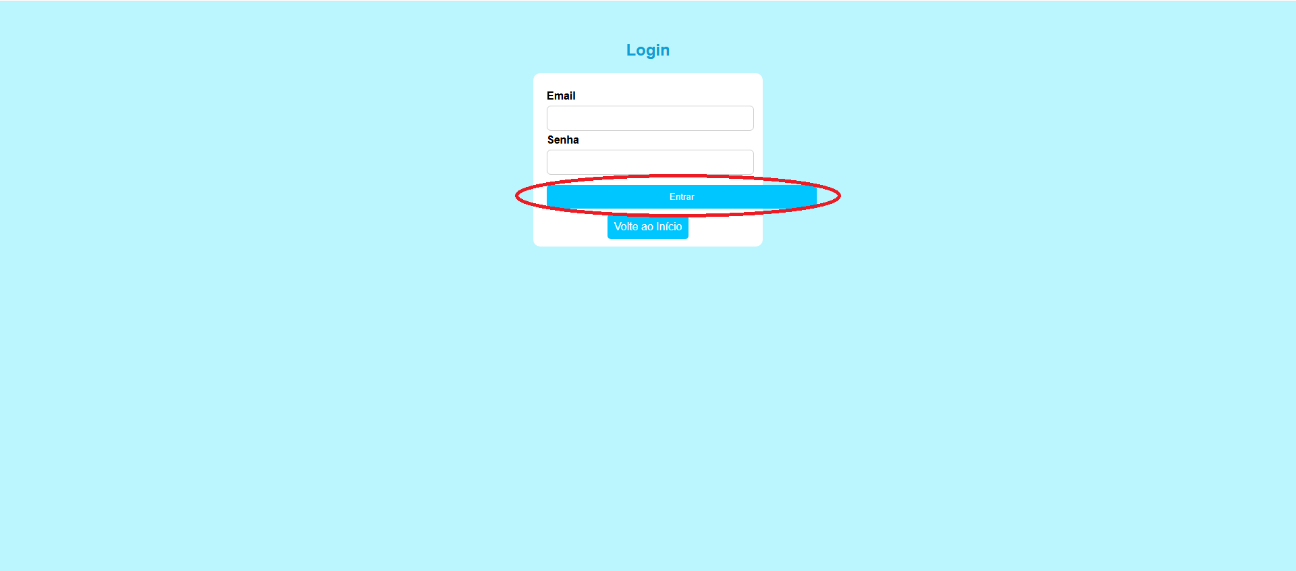 Login
Email
Senha
Entrar
Volte ao Início